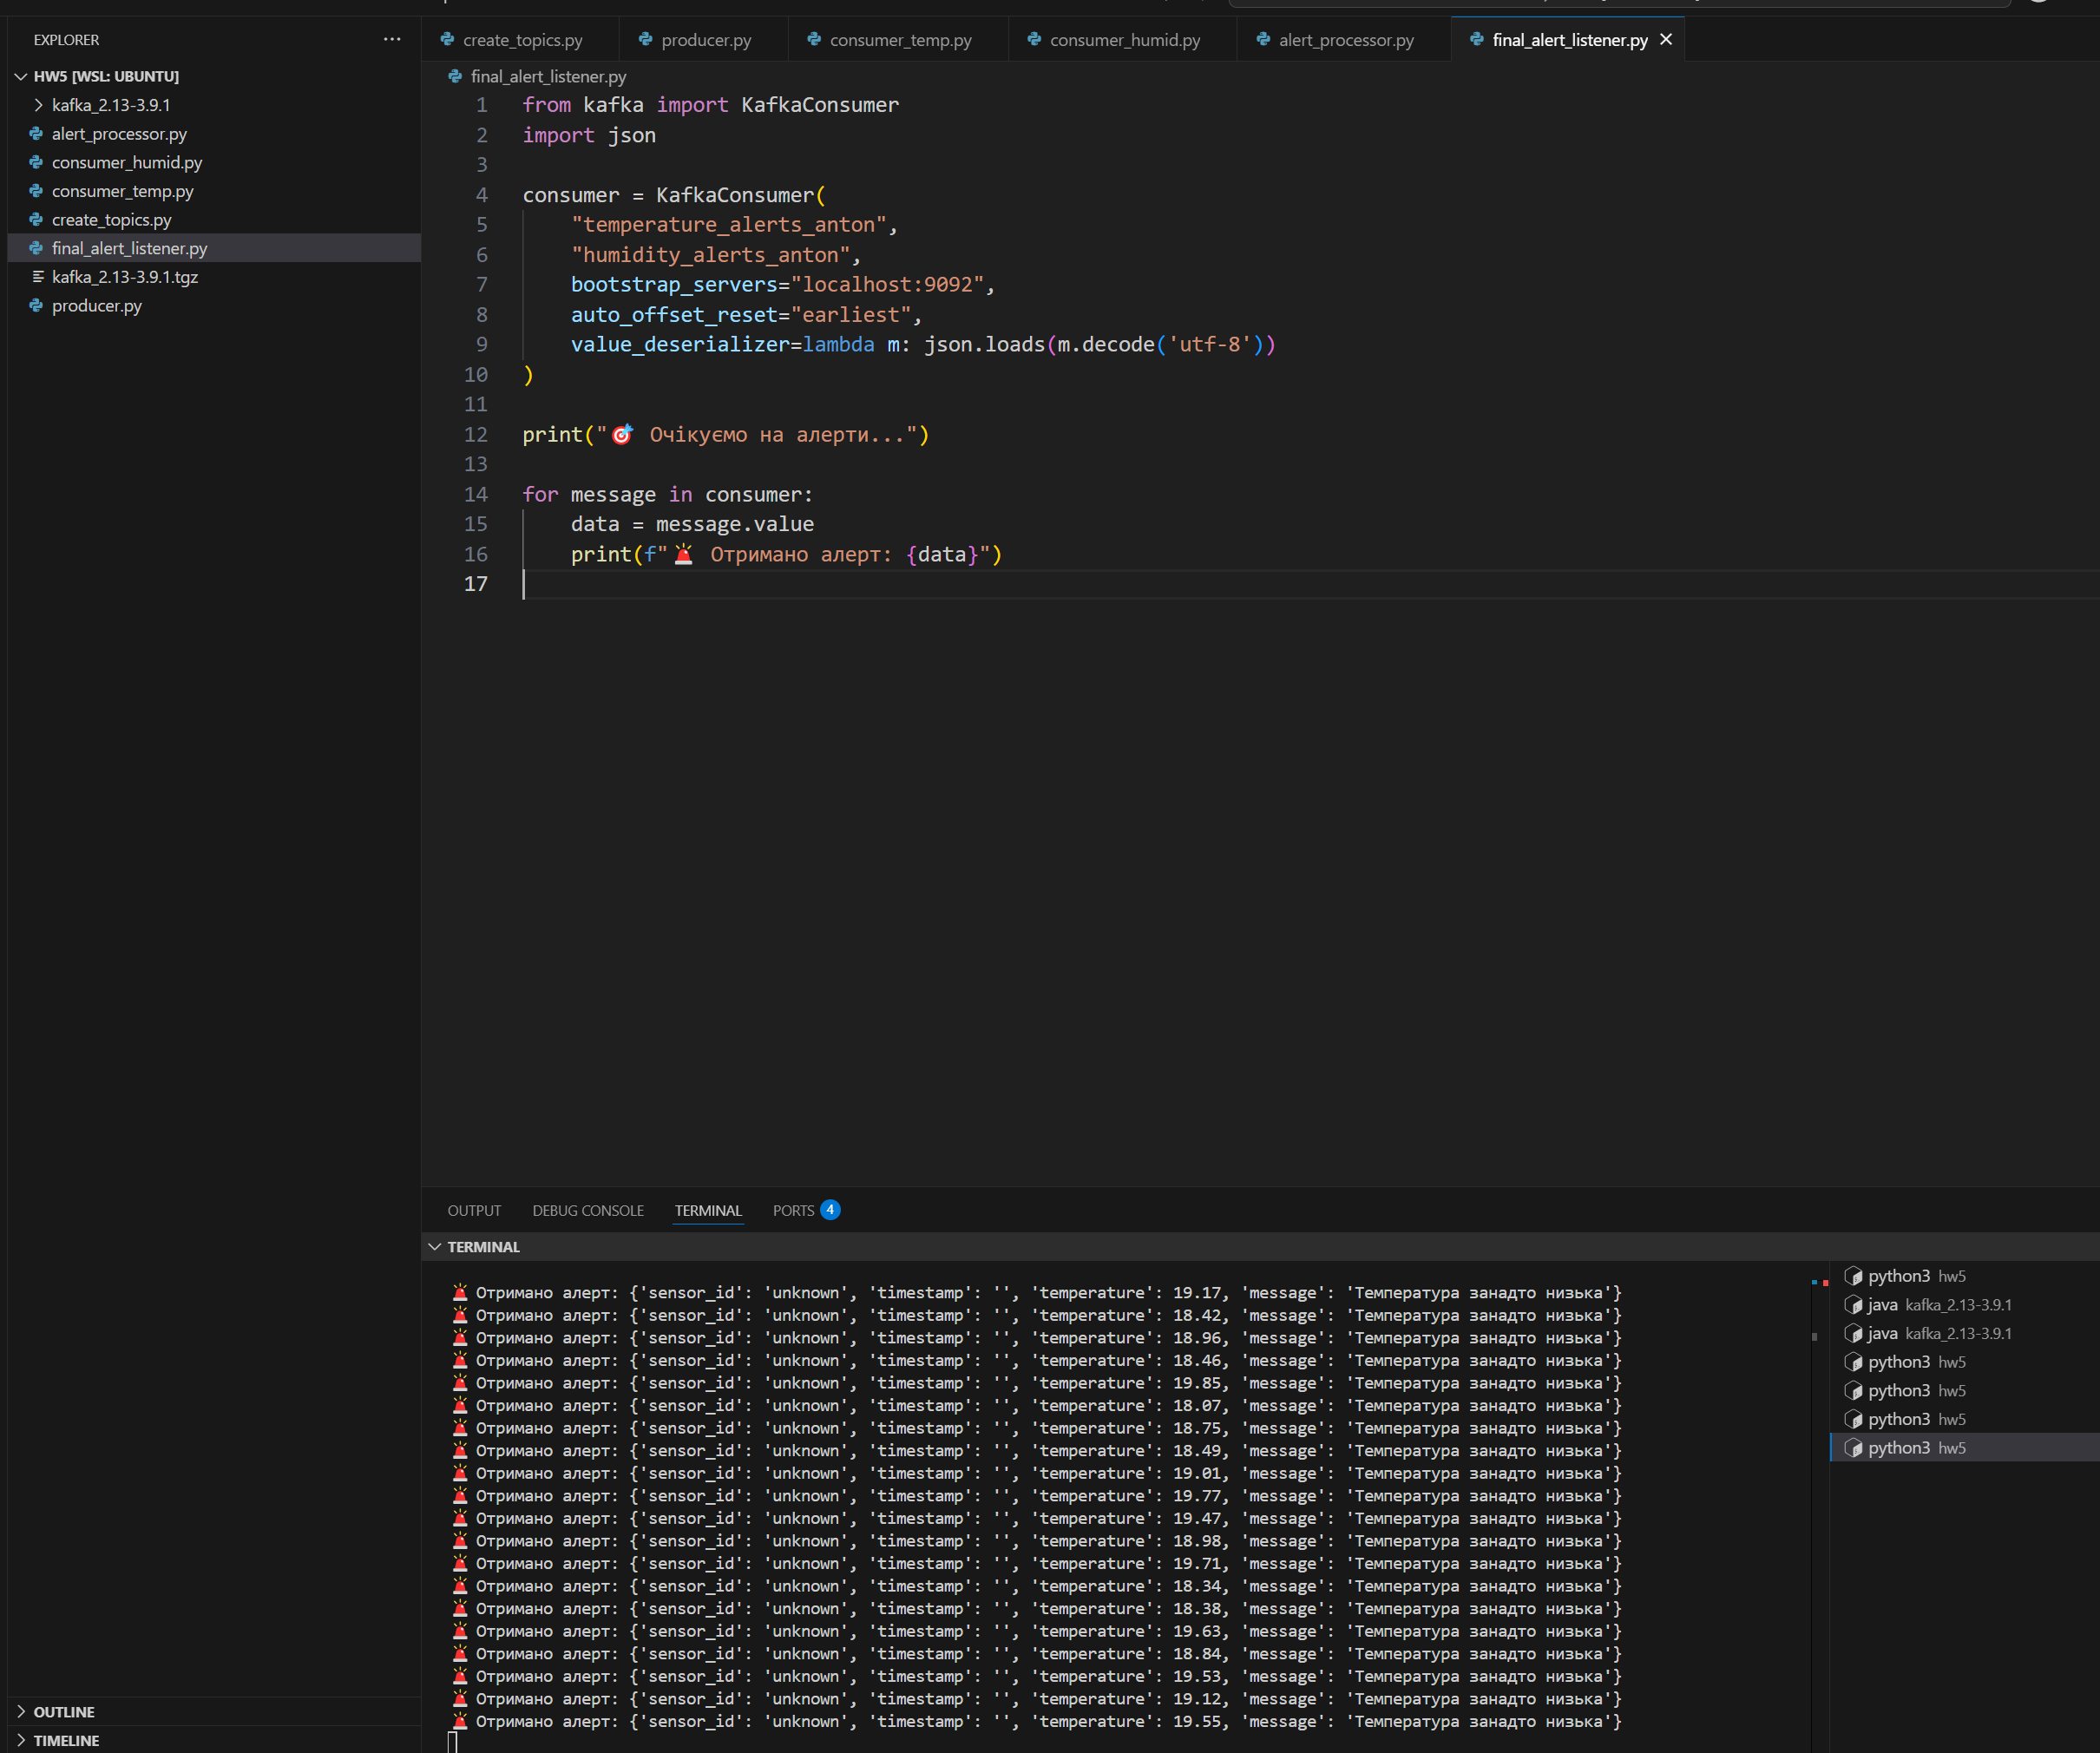 EXPLORER
HW5 [WSL: UBUNTU]
kafka_2.13-3.9.1
alert_processor.py
consumer_humid.py
consumer_temp.py
create_topics.py
final_alert_listener.py
kafka_2.13-3.9.1.tgz
producer.py
OUTLINE
TIMELINE
create_topics.py producer.py consumer_temp.py consumer_humid.py alert_processor.py final_alert_listener.py
final_alert_listener.py
1 from kafka import KafkaConsumer
2 import json
3
4 consumer = KafkaConsumer(
5 "temperature_alerts_anton",
6 "humidity_alerts_anton",
7 bootstrap_servers="localhost:9092",
8 auto_offset_reset="earliest",
9 value_deserializer=lambda m: json.loads(m.decode('utf-8'))
10 )
11
12 print("🎯 Очікуємо на алерти...")
13
14 for message in consumer:
15 data = message.value
16 print(f"🚨 Отримано алерт: {data}")
17
OUTPUT DEBUG CONSOLE TERMINAL PORTS 4
TERMINAL
🚨 Отримано алерт: {'sensor_id': 'unknown', 'timestamp': '', 'temperature': 19.17, 'message': 'Температура занадто низька'}
🚨 Отримано алерт: {'sensor_id': 'unknown', 'timestamp': '', 'temperature': 18.42, 'message': 'Температура занадто низька'}
🚨 Отримано алерт: {'sensor_id': 'unknown', 'timestamp': '', 'temperature': 18.96, 'message': 'Температура занадто низька'}
🚨 Отримано алерт: {'sensor_id': 'unknown', 'timestamp': '', 'temperature': 18.46, 'message': 'Температура занадто низька'}
🚨 Отримано алерт: {'sensor_id': 'unknown', 'timestamp': '', 'temperature': 19.85, 'message': 'Температура занадто низька'}
🚨 Отримано алерт: {'sensor_id': 'unknown', 'timestamp': '', 'temperature': 18.07, 'message': 'Температура занадто низька'}
🚨 Отримано алерт: {'sensor_id': 'unknown', 'timestamp': '', 'temperature': 18.75, 'message': 'Температура занадто низька'}
🚨 Отримано алерт: {'sensor_id': 'unknown', 'timestamp': '', 'temperature': 18.49, 'message': 'Температура занадто низька'}
🚨 Отримано алерт: {'sensor_id': 'unknown', 'timestamp': '', 'temperature': 19.01, 'message': 'Температура занадто низька'}
🚨 Отримано алерт: {'sensor_id': 'unknown', 'timestamp': '', 'temperature': 19.77, 'message': 'Температура занадто низька'}
🚨 Отримано алерт: {'sensor_id': 'unknown', 'timestamp': '', 'temperature': 19.47, 'message': 'Температура занадто низька'}
🚨 Отримано алерт: {'sensor_id': 'unknown', 'timestamp': '', 'temperature': 18.98, 'message': 'Температура занадто низька'}
🚨 Отримано алерт: {'sensor_id': 'unknown', 'timestamp': '', 'temperature': 19.71, 'message': 'Температура занадто низька'}
🚨 Отримано алерт: {'sensor_id': 'unknown', 'timestamp': '', 'temperature': 18.34, 'message': 'Температура занадто низька'}
🚨 Отримано алерт: {'sensor_id': 'unknown', 'timestamp': '', 'temperature': 18.38, 'message': 'Температура занадто низька'}
🚨 Отримано алерт: {'sensor_id': 'unknown', 'timestamp': '', 'temperature': 19.63, 'message': 'Температура занадто низька'}
🚨 Отримано алерт: {'sensor_id': 'unknown', 'timestamp': '', 'temperature': 18.84, 'message': 'Температура занадто низька'}
🚨 Отримано алерт: {'sensor_id': 'unknown', 'timestamp': '', 'temperature': 19.53, 'message': 'Температура занадто низька'}
🚨 Отримано алерт: {'sensor_id': 'unknown', 'timestamp': '', 'temperature': 19.12, 'message': 'Температура занадто низька'}
🚨 Отримано алерт: {'sensor_id': 'unknown', 'timestamp': '', 'temperature': 19.55, 'message': 'Температура занадто низька'}
python3 hw5
java kafka_2.13-3.9.1
java kafka_2.13-3.9.1
python3 hw5
python3 hw5
python3 hw5
python3 hw5